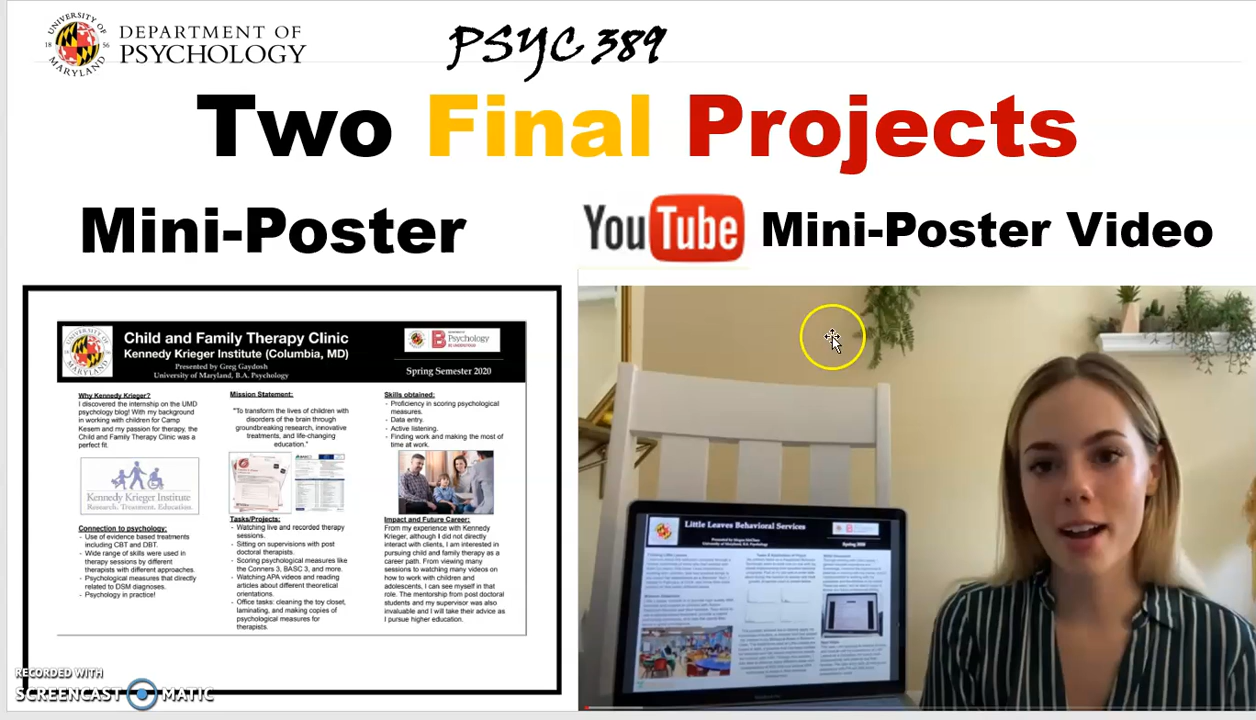 UNIVERSITY OF
18 56
MARYLAND
DEPARTMENT OF
PSYCHOLOGY
PSYC 389
Two Final Projects
Mini-Poster
YouTube Mini-Poster Video
Child and Family Therapy Clinic
Kennedy Krieger Institute (Columbia, MD)
Presented by Greg Gaydosh
University of Maryland, B.A. Psychology
Psychology
Spring Semester 2020
Why Kennedy Krieger?
I discovered the internship on the UMD
psychology blog! With my background
in working with children for Camp
Kesem and my passion for therapy, the
Child and Family Therapy Clinic was a
perfect fit.
Kennedy Krieger Institute
Research. Treatment. Education.
Connection to psychology:
- Use of evidence based treatments
including CBT and DBT.
- Wide range of skills were used in
therapy sessions by different
therapists with different approaches.
- Psychological measures that directly
related to DSM diagnoses.
- Psychology in practice!
Mission Statement:
"To transform the lives of children with
disorders of the brain through
groundbreaking research, innovative
treatments, and life-changing
education."
Tasks/Projects:
- Watching live and recorded therapy
sessions.
- Sitting on supervisions with post
doctoral therapists.
- Scoring psychological measures like
the Conners 3, BASC 3, and more.
- Watching APA videos and reading
articles about different theoretical
orientations.
- Office tasks: cleaning the toy closet,
laminating, and making copies of
psychological measures for
therapists.
Skills obtained:
- Proficiency in scoring psychological
measures.
- Data entry.
- Active listening.
- Finding work and making the most of
time at work.
Impact and Future Career:
From my experience with Kennedy
Krieger, although I did not directly
interact with clients, I am interested in
pursuing child and family therapy as a
career path. From viewing many
sessions to watching many videos on
how to work with children and
adolescents, I can see myself in that
role. The mentorship from post doctoral
students and my supervisor was also
invaluable and I will take their advice as
I pursue higher education.
Little Leaves Behavioral Services
University of Maryland, B.A. Psychology
Spring 2020
RECORDED WITH
SCREENCAST MATIC